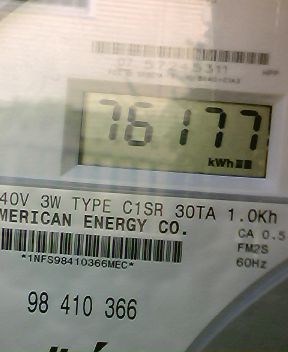 76177
kWh
40V 3W TYPE C1SR 30TA 1.0Kh
MERICAN ENERGY CO.
CA 0.5
FM2S
*1NFS98410366MEC*
60Hz
98 410 366